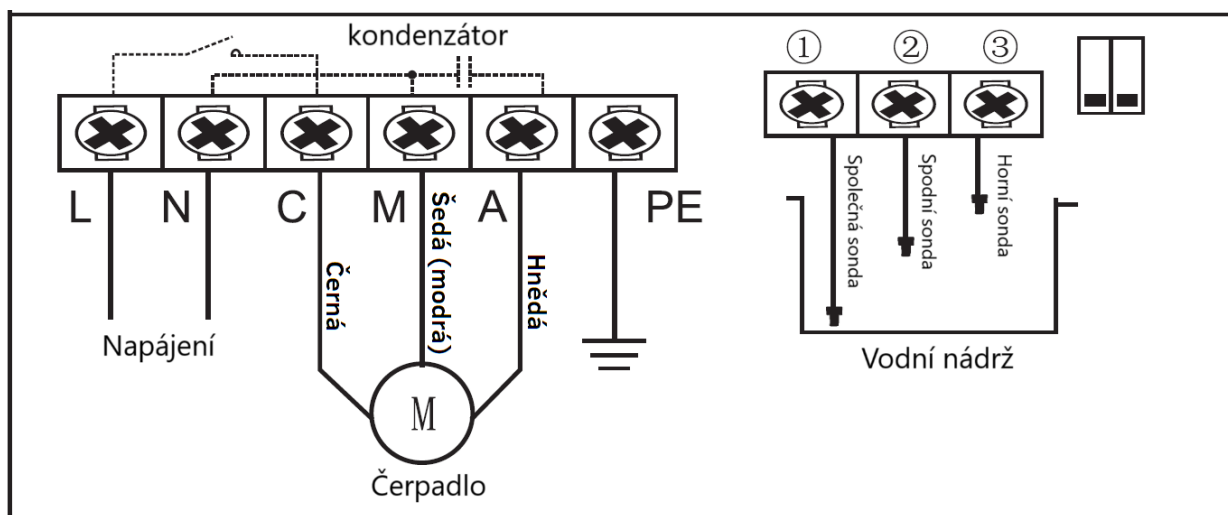 kondenzátor
① ② ③
L N C M A PE
Černá
Šedá (modrá)
Hnědá
Napájení
M
Čerpadlo
Společná sonda
Spodní sonda
Horní sonda
Vodní nádrž